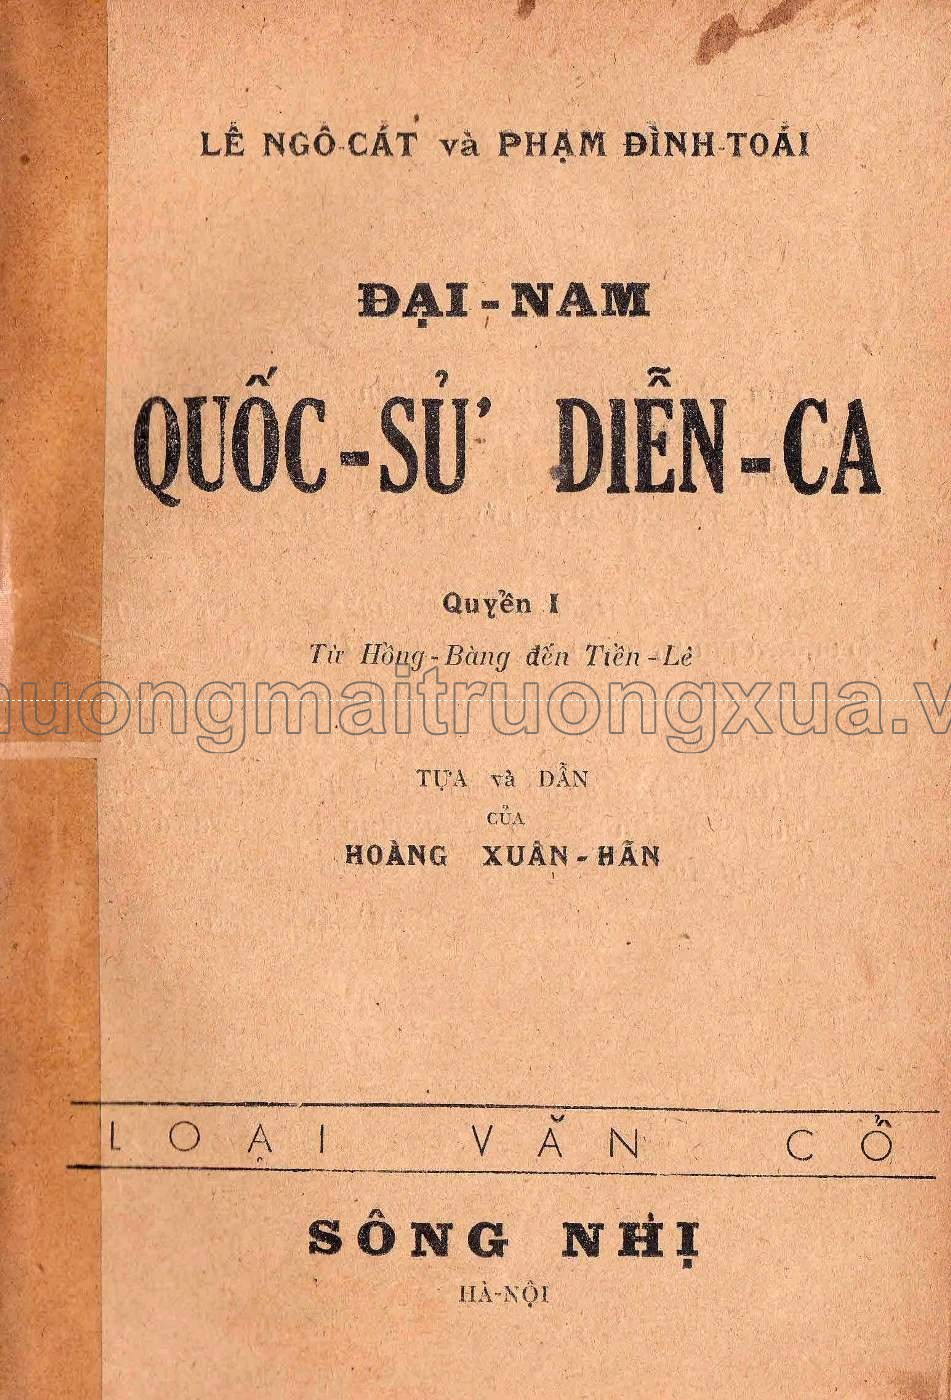 LÊ NGÔ-CÁT và PHẠM ĐÌNH-TOÁI
ĐẠI-NAM
QUỐC-SỬ DIỄN-CA
Quyển I
Từ Hồng-Bàng đến Tiền-Lê
huongmaitruongxua.v
TỰA và DẪN
CỦA
HOÀNG XUÂN-HÃN
LOẠI VĂN CỔ
SÔNG NHỊ
HÀ-NỘI